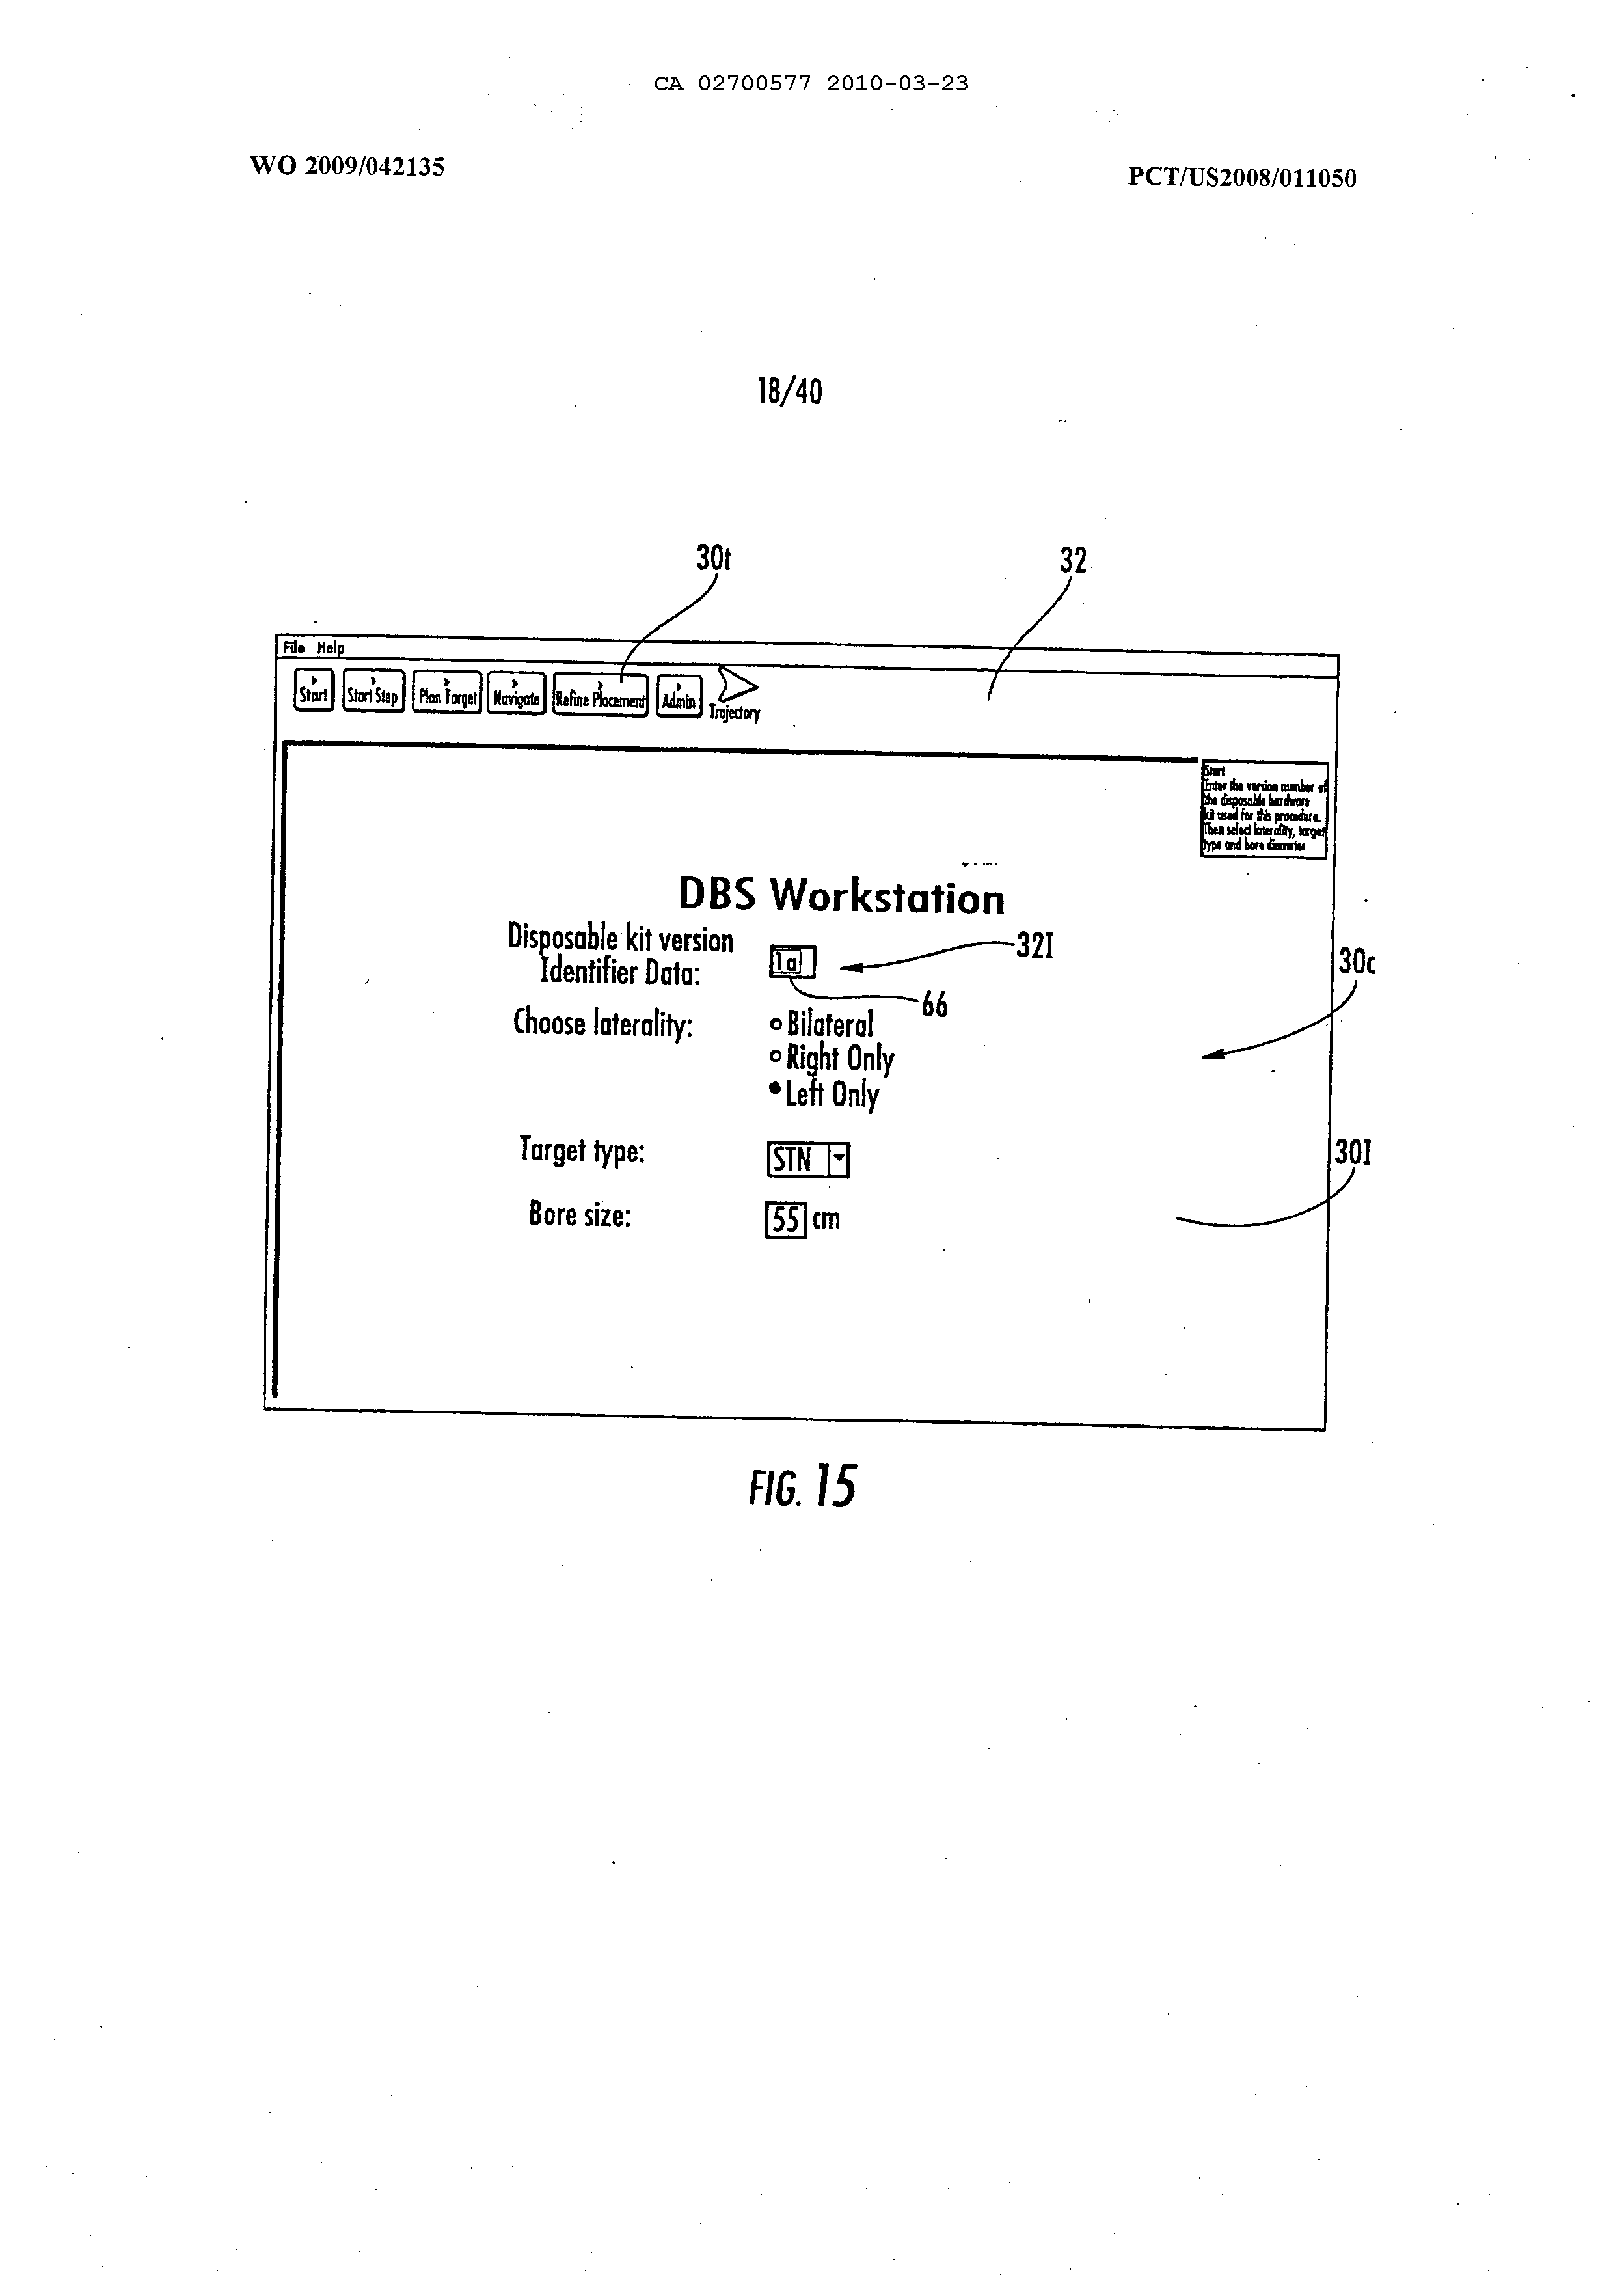 CA 02700577 2010-03-23
WO 2009/042135
PCT/US2008/011050
18/40
30t
32
File Help
Start
Start Step
Plan Target
Navigate
Refine Placement
Admin
Trajectory
Start
Enter the version number of
the disposable hardware
kit used for this procedure.
Then select laterality, target
type and bore diameter
DBS Workstation
Disposable kit version
Identifier Data:
1a
32I
66
30c
Choose laterality:
Bilateral
Right Only
Left Only
Target type:
STN
30I
Bore size:
55 cm
FIG. 15